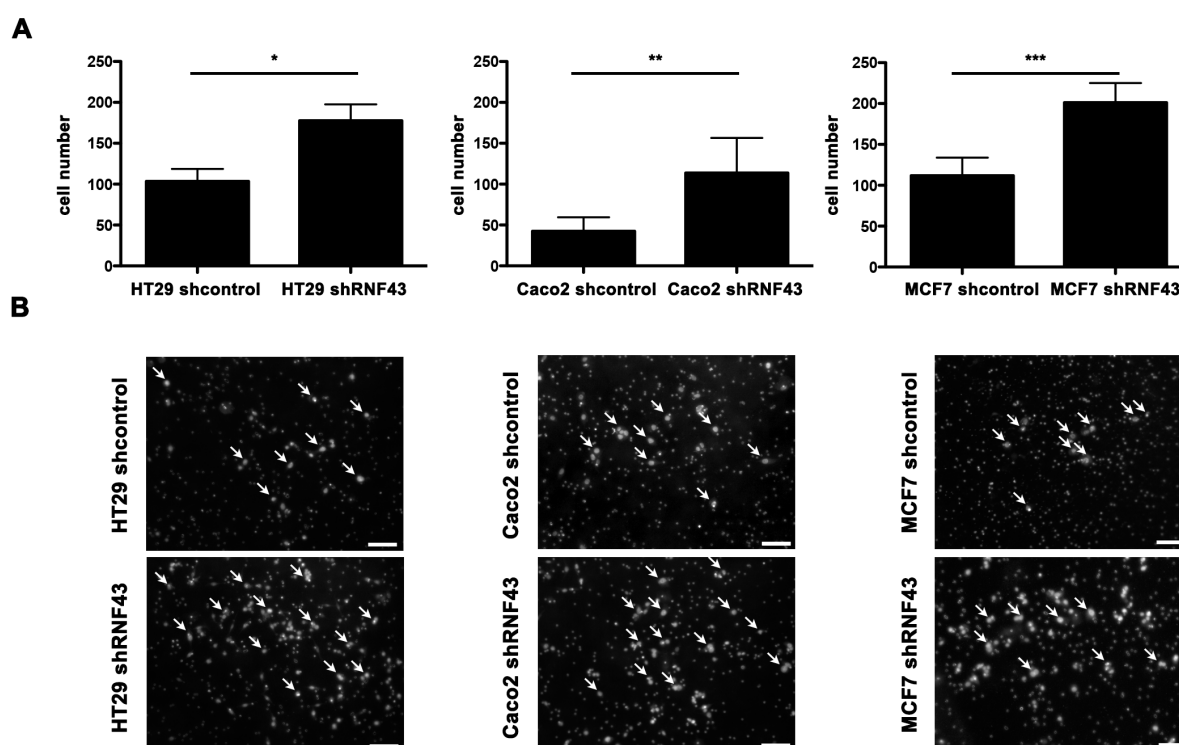 A
* ** ***
250 250 250
200 200 200
150 150 150
100 100 100
50 50 50
0 0 0
cell number cell number cell number
HT29 shcontrol HT29 shRNF43 Caco2 shcontrol Caco2 shRNF43 MCF7 shcontrol MCF7 shRNF43
B
HT29 shcontrol Caco2 shcontrol MCF7 shcontrol
HT29 shRNF43 Caco2 shRNF43 MCF7 shRNF43